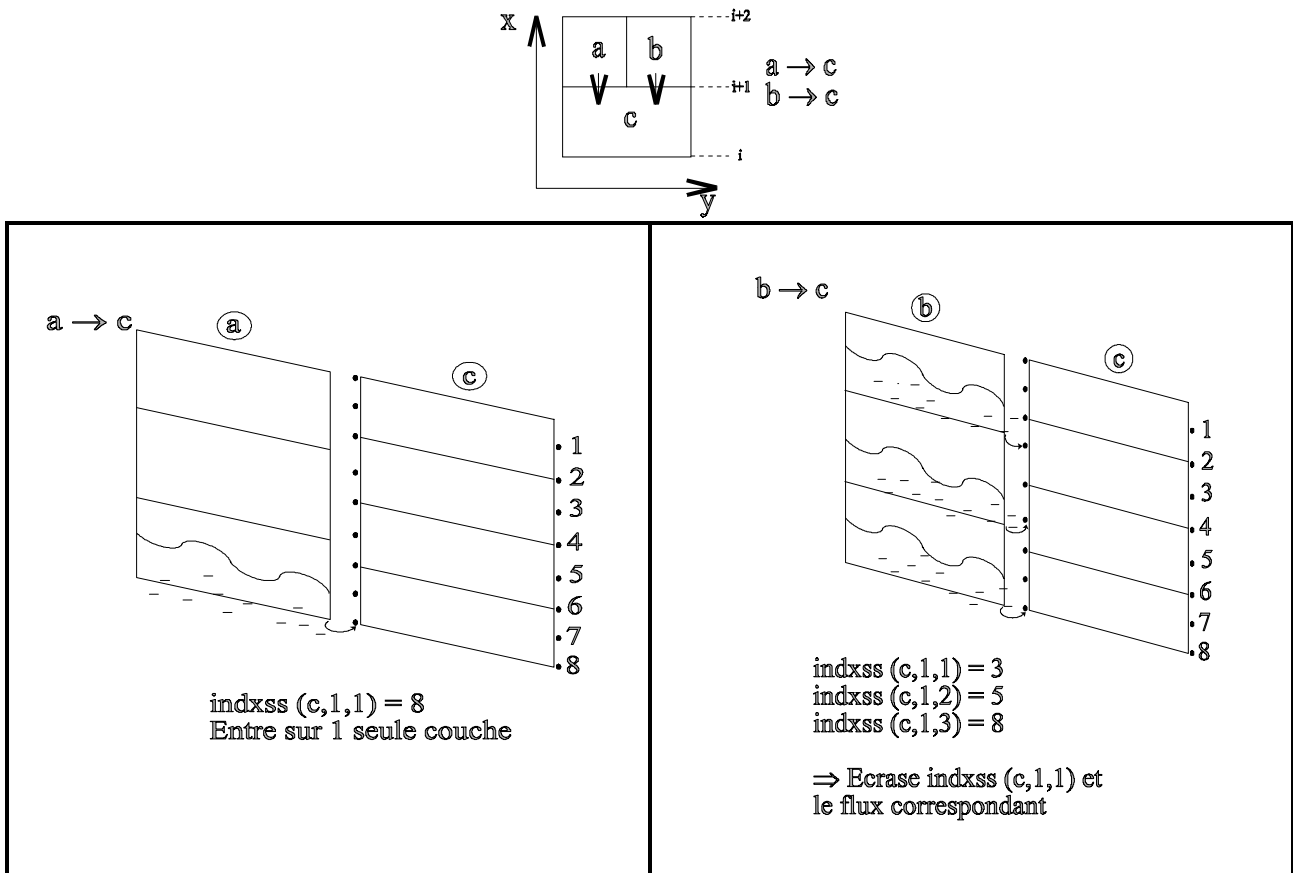 x
i+2
a
b
a → c
i+1
b → c
c
i
y
a → c
a
c
1
2
3
4
5
6
7
8
indxss (c,1,1) = 8
Entre sur 1 seule couche
b → c
b
c
1
2
3
4
5
6
7
8
indxss (c,1,1) = 3
indxss (c,1,2) = 5
indxss (c,1,3) = 8
⇒ Ecrase indxss (c,1,1) et
le flux correspondant